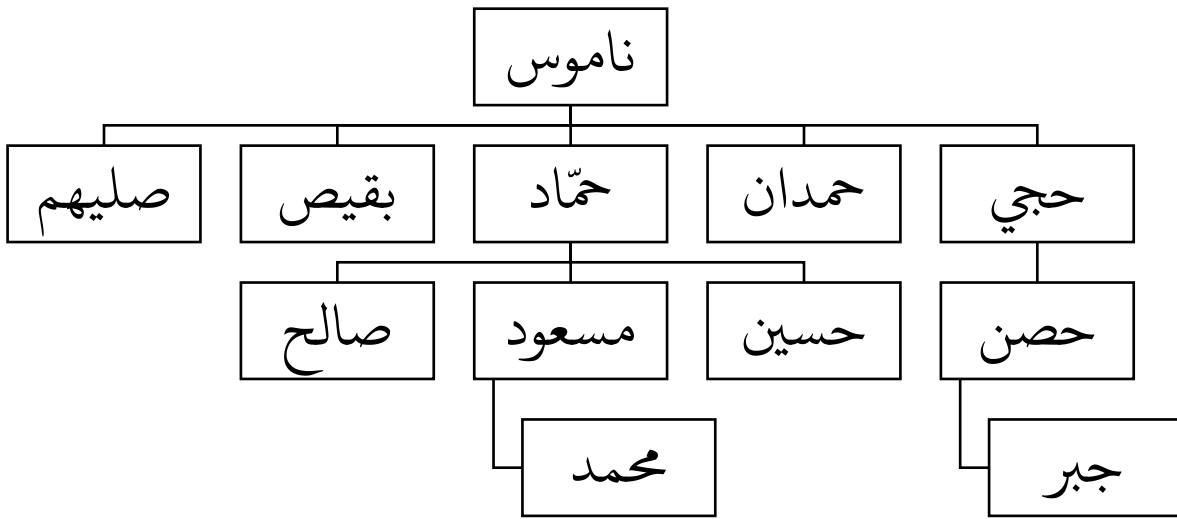 ناموس
حجي
حمدان
حمّاد
بقيص
صليهم
حصن
حسين
مسعود
صالح
جبر
محمد